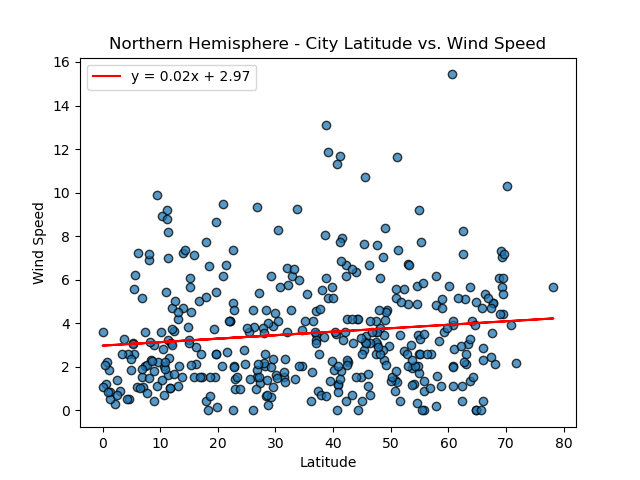 Northern Hemisphere - City Latitude vs. Wind Speed
y = 0.02x + 2.97
16
14
12
10
8
6
4
2
0
Wind Speed
0 10 20 30 40 50 60 70 80
Latitude